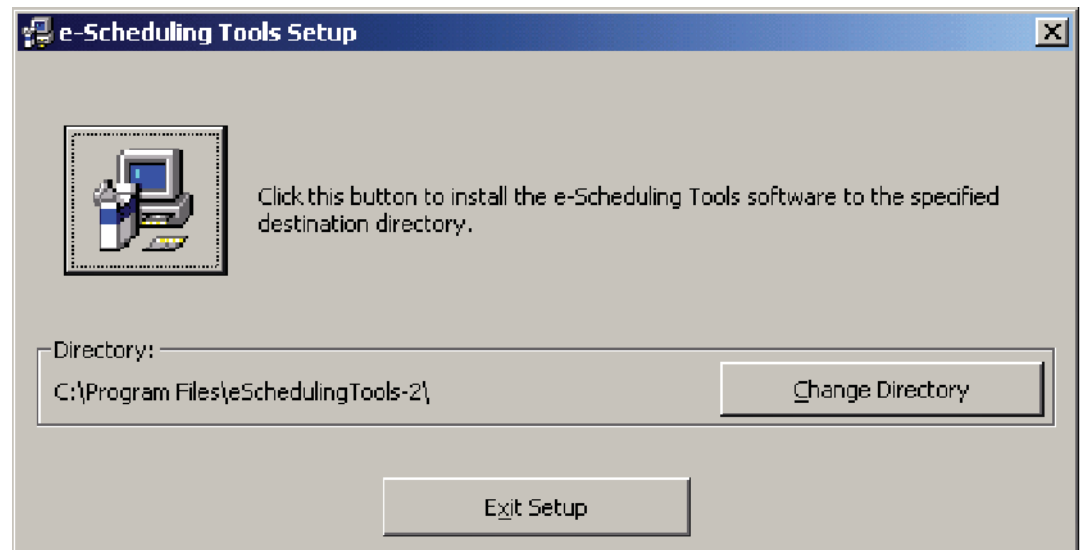 e-Scheduling Tools Setup
Click this button to install the e-Scheduling Tools software to the specified
destination directory.
Directory:
C:\Program Files\eSchedulingTools-2\
Change Directory
Exit Setup